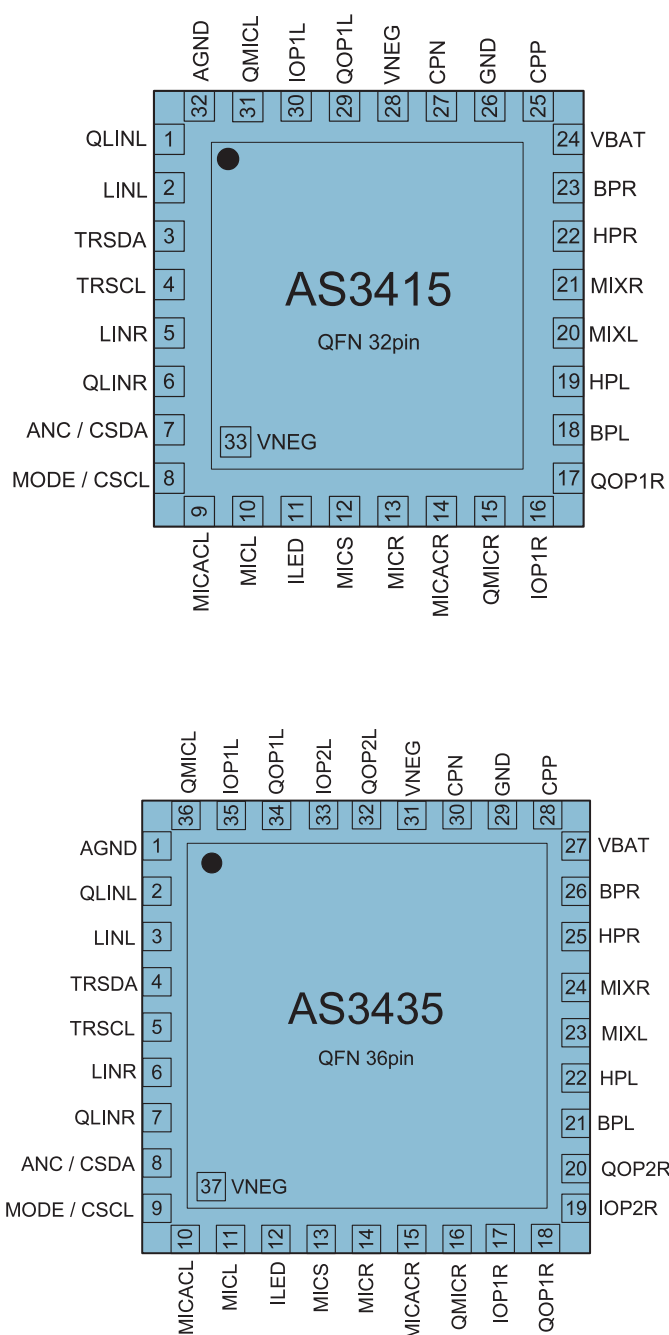 AGND QMICL IOP1L QOP1L VNEG CPN GND CPP
32 31 30 29 28 27 26 25
QLINL 1 24 VBAT
LINL 2 23 BPR
TRSDA 3 22 HPR
TRSCL 4 21 MIXR
AS3415
LINR 5 20 MIXL
QFN 32pin
QLINR 6 19 HPL
ANC / CSDA 7 18 BPL
33 VNEG
MODE / CSCL 8 17 QOP1R
9 10 11 12 13 14 15 16
MICACL MICL ILED MICS MICR MICACR QMICR IOP1R
QMICL IOP1L QOP1L IOP2L QOP2L VNEG CPN GND CPP
36 35 34 33 32 31 30 29 28
AGND 1 27 VBAT
QLINL 2 26 BPR
LINL 3 25 HPR
TRSDA 4 24 MIXR
AS3435
TRSCL 5 23 MIXL
QFN 36pin
LINR 6 22 HPL
QLINR 7 21 BPL
ANC / CSDA 8 20 QOP2R
37 VNEG
MODE / CSCL 9 19 IOP2R
10 11 12 13 14 15 16 17 18
MICACL MICL ILED MICS MICR MICACR QMICR IOP1R QOP1R